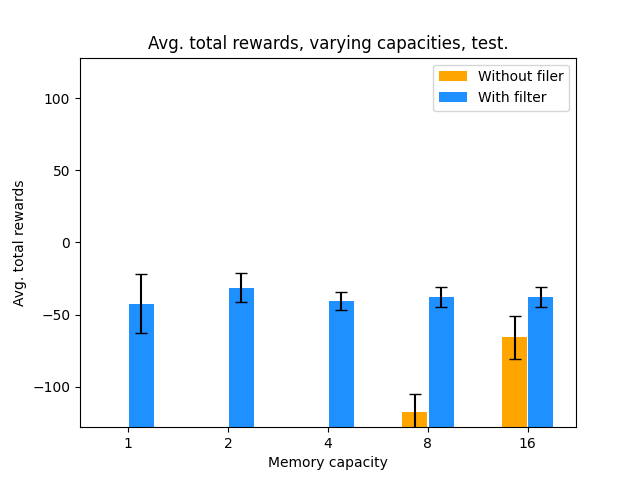 Avg. total rewards, varying capacities, test.
Without filer
With filter
Avg. total rewards
100
50
0
−50
−100
1 2 4 8 16
Memory capacity